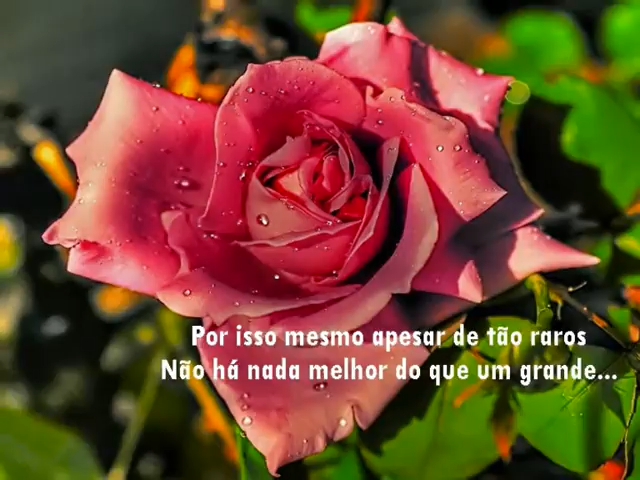 Por isso mesmo apesar de tão raros
Não há nada melhor do que um grande...